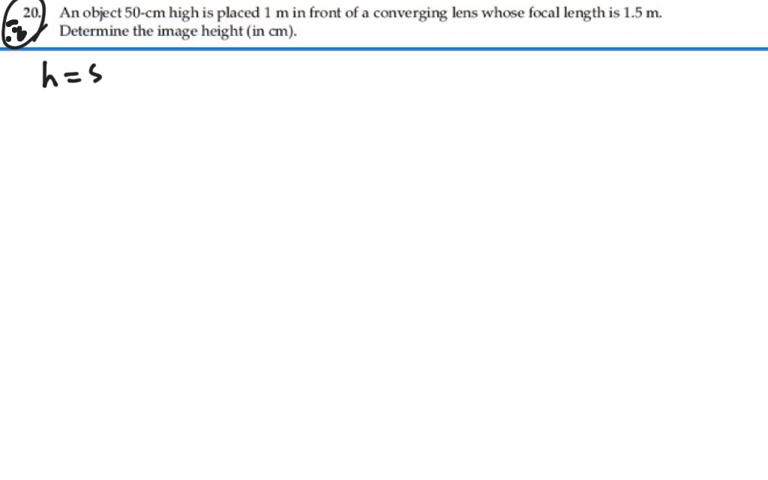 20. An object 50-cm high is placed 1 m in front of a converging lens whose focal length is 1.5 m.
Determine the image height (in cm).
h = s